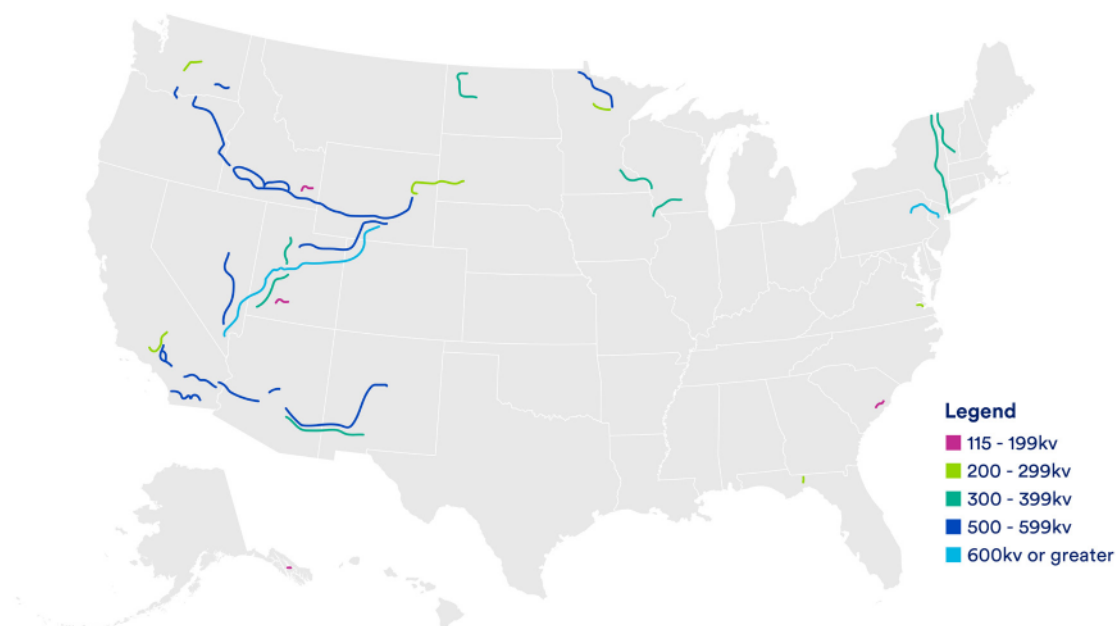 Legend
115 - 199kv
200 - 299kv
300 - 399kv
500 - 599kv
600kv or greater